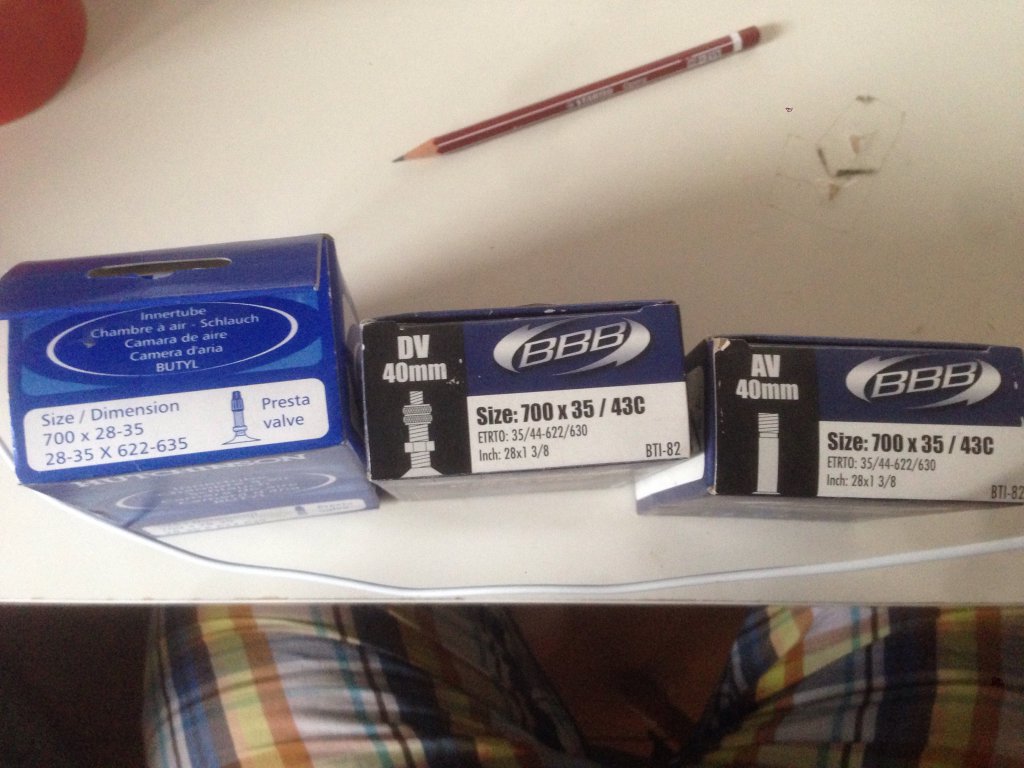 Innertube
Chambre à air - Schlauch
Camara de aire
Camera d'aria
BUTYL
Size / Dimension
700 x 28-35
28-35 X 622-635
Presta
valve
DV
40mm
BBB
Size: 700 x 35 / 43C
ETRTO: 35/44-622/630
Inch: 28x1 3/8
BTI-82
AV
40mm
BBB
Size: 700 x 35 / 43C
ETRTO: 35/44-622/630
Inch: 28x1 3/8
BTI-82